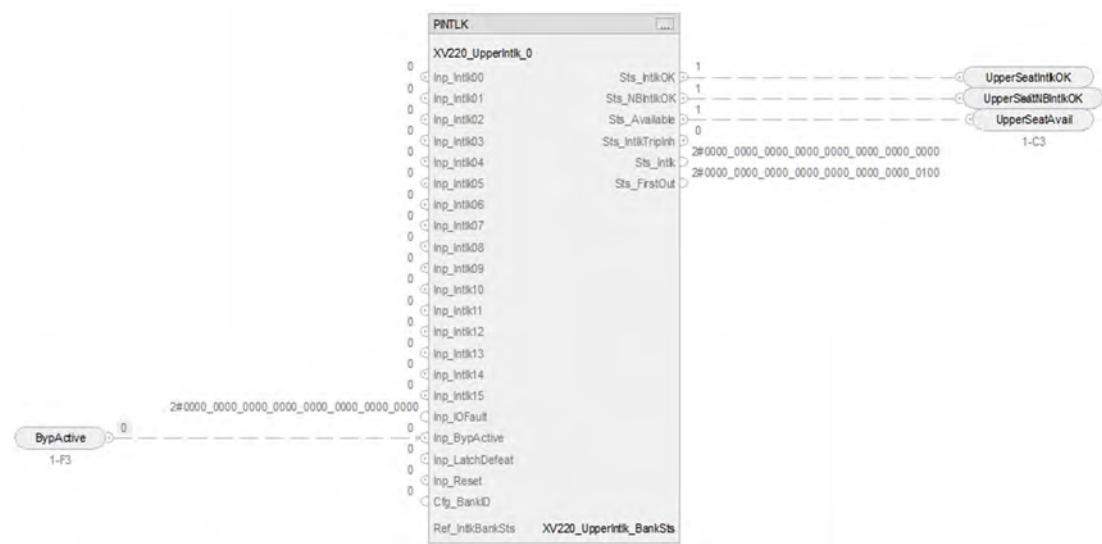 PINTLK ...
XV220_UpperIntlk_0
0 Inp_Intlk00 Sts_IntlkOK 1 UpperSeatIntlkOK
0 Inp_Intlk01 Sts_NBIntlkOK 1 UpperSeatNBIntlkOK
0 Inp_Intlk02 Sts_Available 1 UpperSeatAvail
0 Inp_Intlk03 Sts_IntlkTripInh 0 1-C3
0 Inp_Intlk04 Sts_Intlk 2#0000_0000_0000_0000_0000_0000_0000_0000
0 Inp_Intlk05 Sts_FirstOut 2#0000_0000_0000_0000_0000_0000_0000_0100
0 Inp_Intlk06
0 Inp_Intlk07
0 Inp_Intlk08
0 Inp_Intlk09
0 Inp_Intlk10
0 Inp_Intlk11
0 Inp_Intlk12
0 Inp_Intlk13
0 Inp_Intlk14
0 Inp_Intlk15
2#0000_0000_0000_0000_0000_0000_0000_0000 Inp_IOFault
BypActive 0 Inp_BypActive
1-F3
0 Inp_LatchDefeat
0 Inp_Reset
0 Cfg_BankID
Ref_IntlkBankSts XV220_UpperIntlk_BankSts